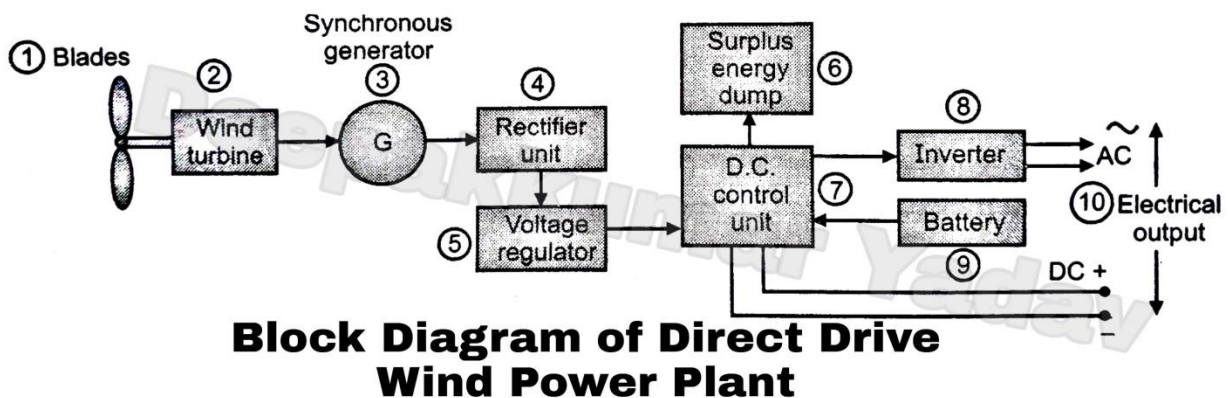 ① Blades
②
Wind
turbine
Synchronous
generator
③
G
④
Rectifier
unit
⑤
Voltage
regulator
Surplus
energy
dump
⑥
D.C.
control
unit
⑦
⑧
Inverter
~
AC
Battery
⑨
⑩ Electrical
output
DC +
–
Deepakkumar Yadav
Block Diagram of Direct Drive
Wind Power Plant